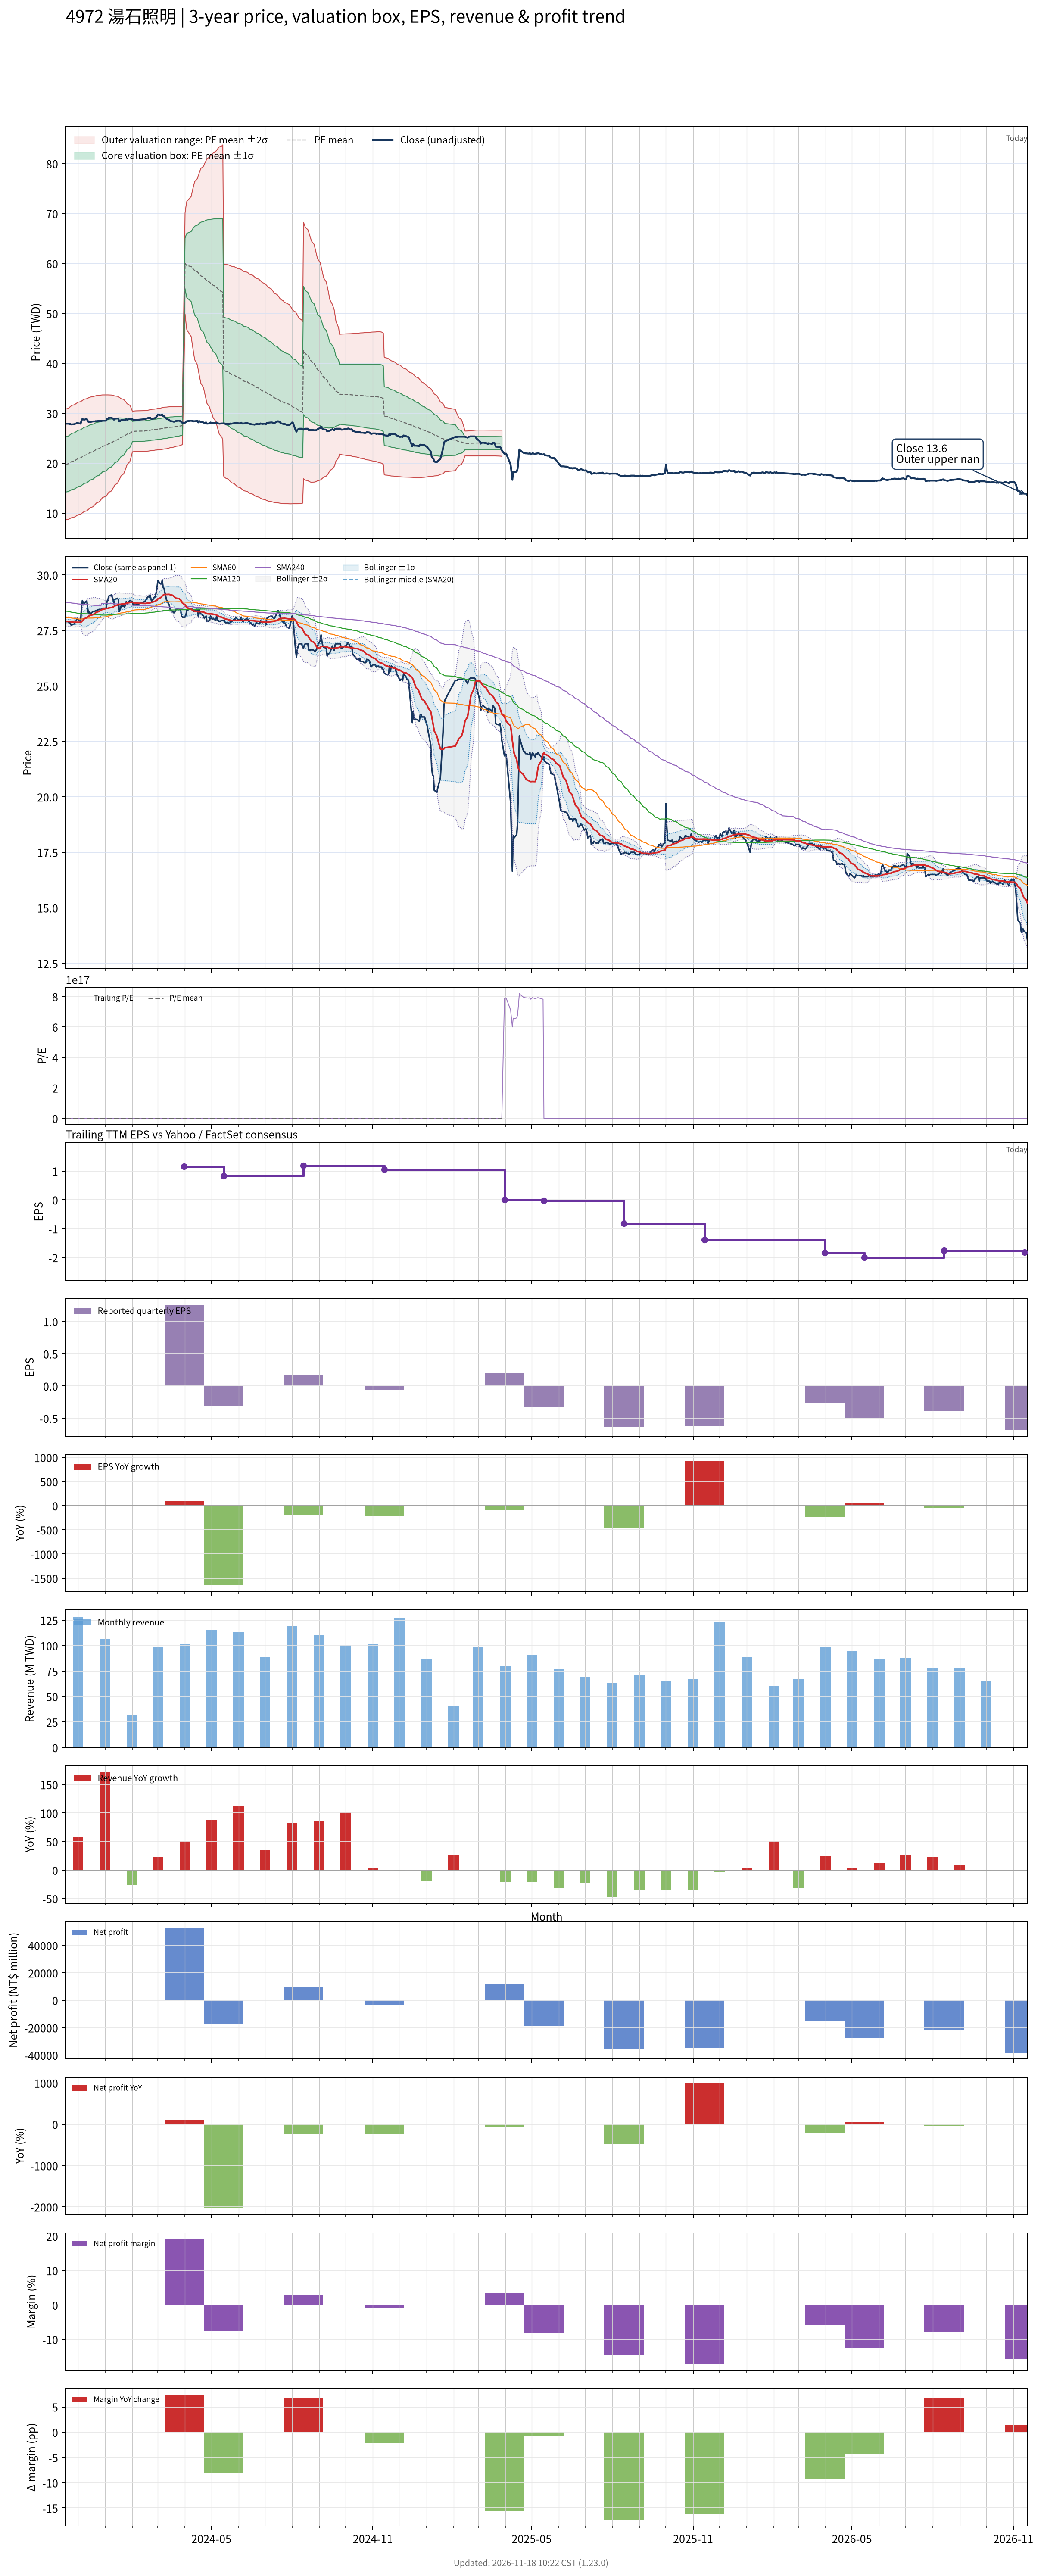 4972 湯石照明 | 3-year price, valuation box, EPS, revenue & profit trend
Outer valuation range: PE mean ±2σ
PE mean
Close (unadjusted)
Core valuation box: PE mean ±1σ
Today
80
70
60
50
40
30
20
10
Price (TWD)
Close 13.6
Outer upper nan
Close (same as panel 1)
SMA60
SMA240
Bollinger ±1σ
SMA20
SMA120
Bollinger ±2σ
Bollinger middle (SMA20)
30.0
27.5
25.0
22.5
20.0
17.5
15.0
12.5
Price
1e17
Trailing P/E
P/E mean
8
6
4
2
0
P/E
Trailing TTM EPS vs Yahoo / FactSet consensus
Today
1
0
-1
-2
EPS
Reported quarterly EPS
1.0
0.5
0.0
-0.5
EPS
EPS YoY growth
1000
500
0
-500
-1000
-1500
YoY (%)
Monthly revenue
125
100
75
50
25
0
Revenue (M TWD)
Revenue YoY growth
150
100
50
0
-50
YoY (%)
Month
Net profit
40000
20000
0
-20000
-40000
Net profit (NT$ million)
Net profit YoY
1000
0
-1000
-2000
YoY (%)
Net profit margin
20
10
0
-10
Margin (%)
Margin YoY change
5
0
-5
-10
-15
Δ margin (pp)
2024-05
2024-11
2025-05
2025-11
2026-05
2026-11
Updated: 2026-11-18 10:22 CST (1.23.0)